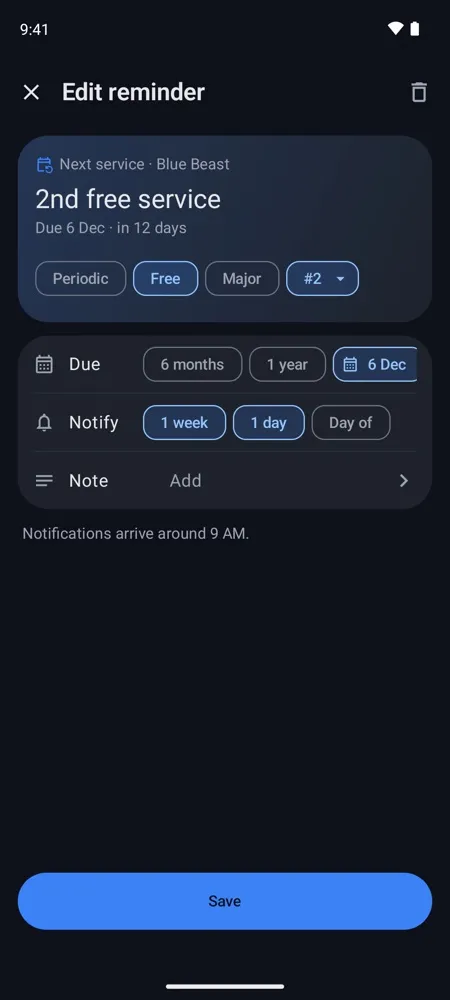 9:41
Edit reminder
Next service · Blue Beast
2nd free service
Due 6 Dec · in 12 days
Periodic Free Major #2
Due 6 months 1 year 6 Dec
Notify 1 week 1 day Day of
Note Add
Notifications arrive around 9 AM.
Save